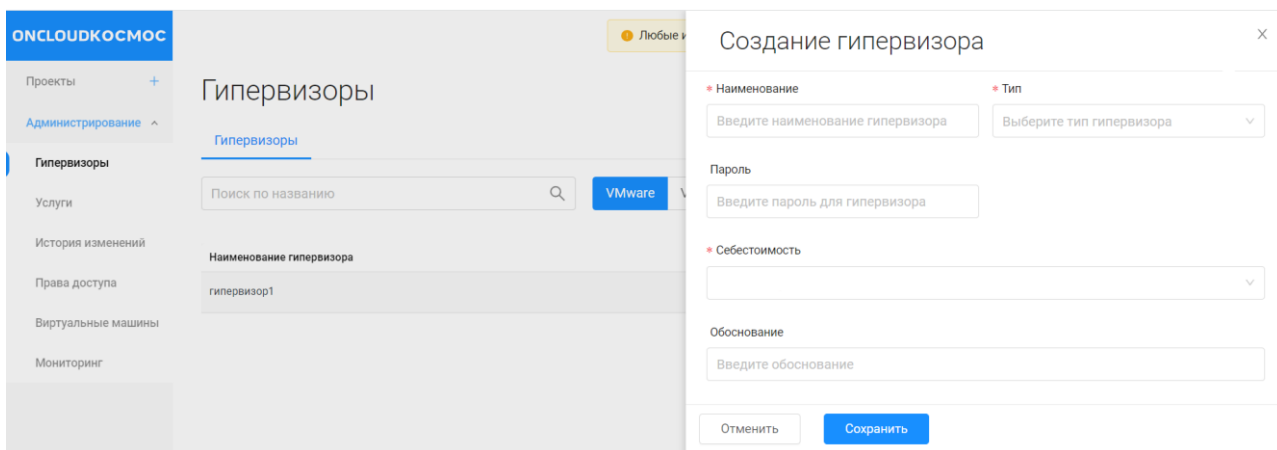 ONCLOUDКОСМОС
Проекты +
Администрирование
Гипервизоры
Услуги
История изменений
Права доступа
Виртуальные машины
Мониторинг
Любые
Гипервизоры
Гипервизоры
Поиск по названию
VMware
Наименование гипервизора
гипервизор1
Создание гипервизора
* Наименование * Тип
Введите наименование гипервизора Выберите тип гипервизора
Пароль
Введите пароль для гипервизора
* Себестоимость
Обоснование
Введите обоснование
Отменить Сохранить